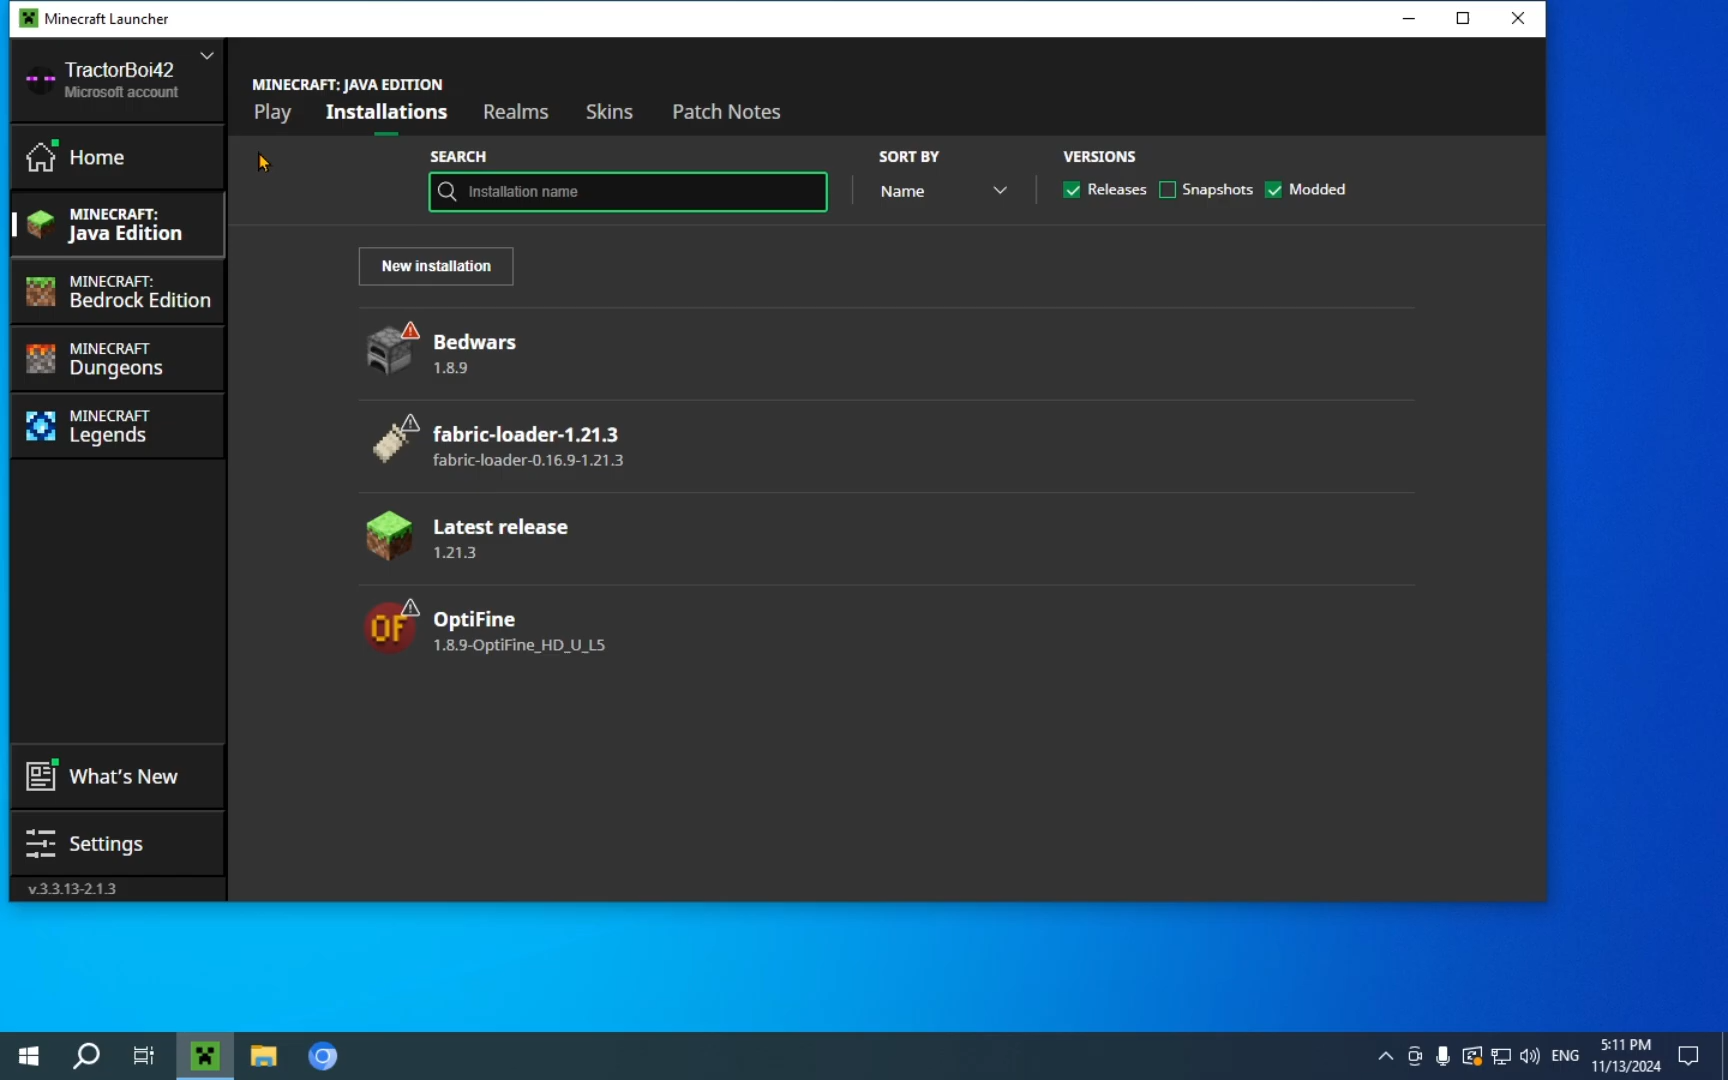 Minecraft Launcher
TractorBoi42
Microsoft account
Home
MINECRAFT:
Java Edition
MINECRAFT:
Bedrock Edition
MINECRAFT
Dungeons
MINECRAFT
Legends
What's New
Settings
v.3.3.13-2.1.3
MINECRAFT: JAVA EDITION
Play Installations Realms Skins Patch Notes
SEARCH
Installation name
SORT BY
Name
VERSIONS
Releases Snapshots Modded
New installation
Bedwars
1.8.9
fabric-loader-1.21.3
fabric-loader-0.16.9-1.21.3
Latest release
1.21.3
OF
OptiFine
1.8.9-OptiFine_HD_U_L5
ENG
5:11 PM
11/13/2024